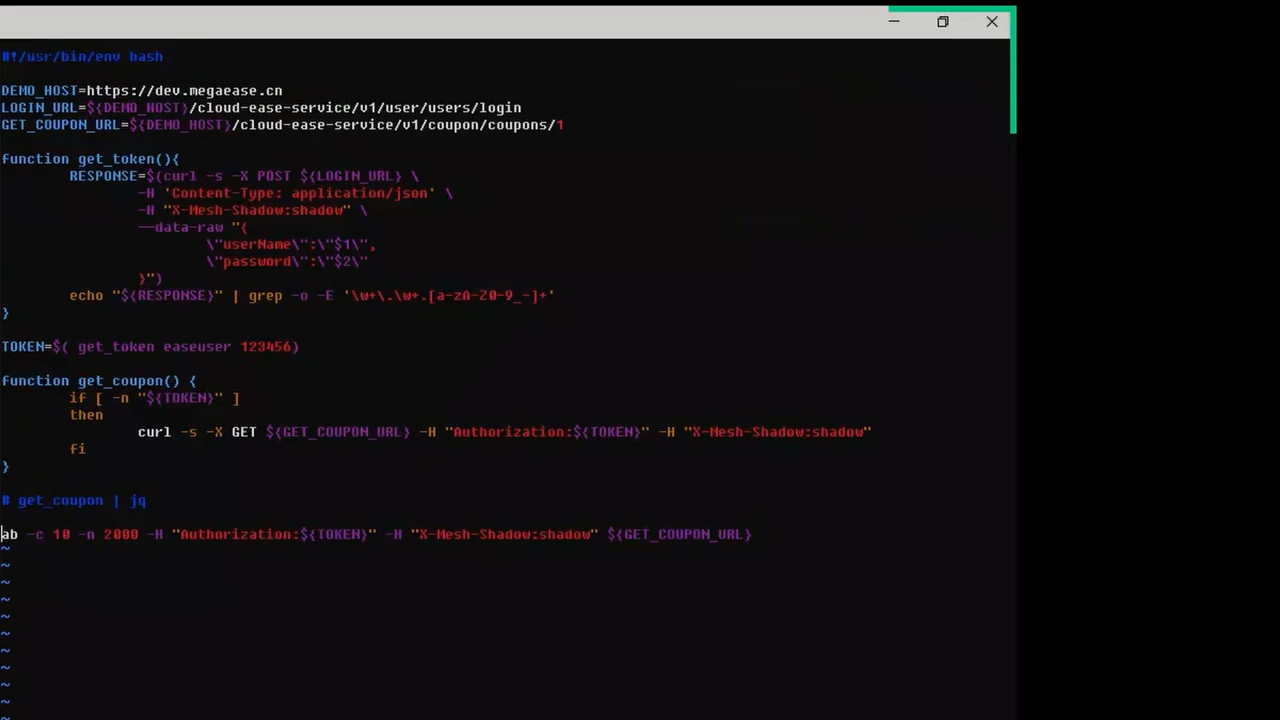 #!/usr/bin/env bash
DEMO_HOST=https://dev.megaease.cn
LOGIN_URL=${DEMO_HOST}/cloud-ease-service/v1/user/users/login
GET_COUPON_URL=${DEMO_HOST}/cloud-ease-service/v1/coupon/coupons/1
function get_token(){
RESPONSE=$(curl -s -X POST ${LOGIN_URL} \
-H 'Content-Type: application/json' \
-H "X-Mesh-Shadow:shadow" \
--data-raw "{
\"userName\":\"$1\",
\"password\":\"$2\"
}")
echo "${RESPONSE}" | grep -o -E '\w+\.\w+.[a-zA-Z0-9_-]+'
}
TOKEN=$( get_token easeuser 123456)
function get_coupon() {
if [ -n "${TOKEN}" ]
then
curl -s -X GET ${GET_COUPON_URL} -H "Authorization:${TOKEN}" -H "X-Mesh-Shadow:shadow"
fi
}
# get_coupon | jq
ab -c 10 -n 2000 -H "Authorization:${TOKEN}" -H "X-Mesh-Shadow:shadow" ${GET_COUPON_URL}
~
~
~
~
~
~
~
~
~
~
~